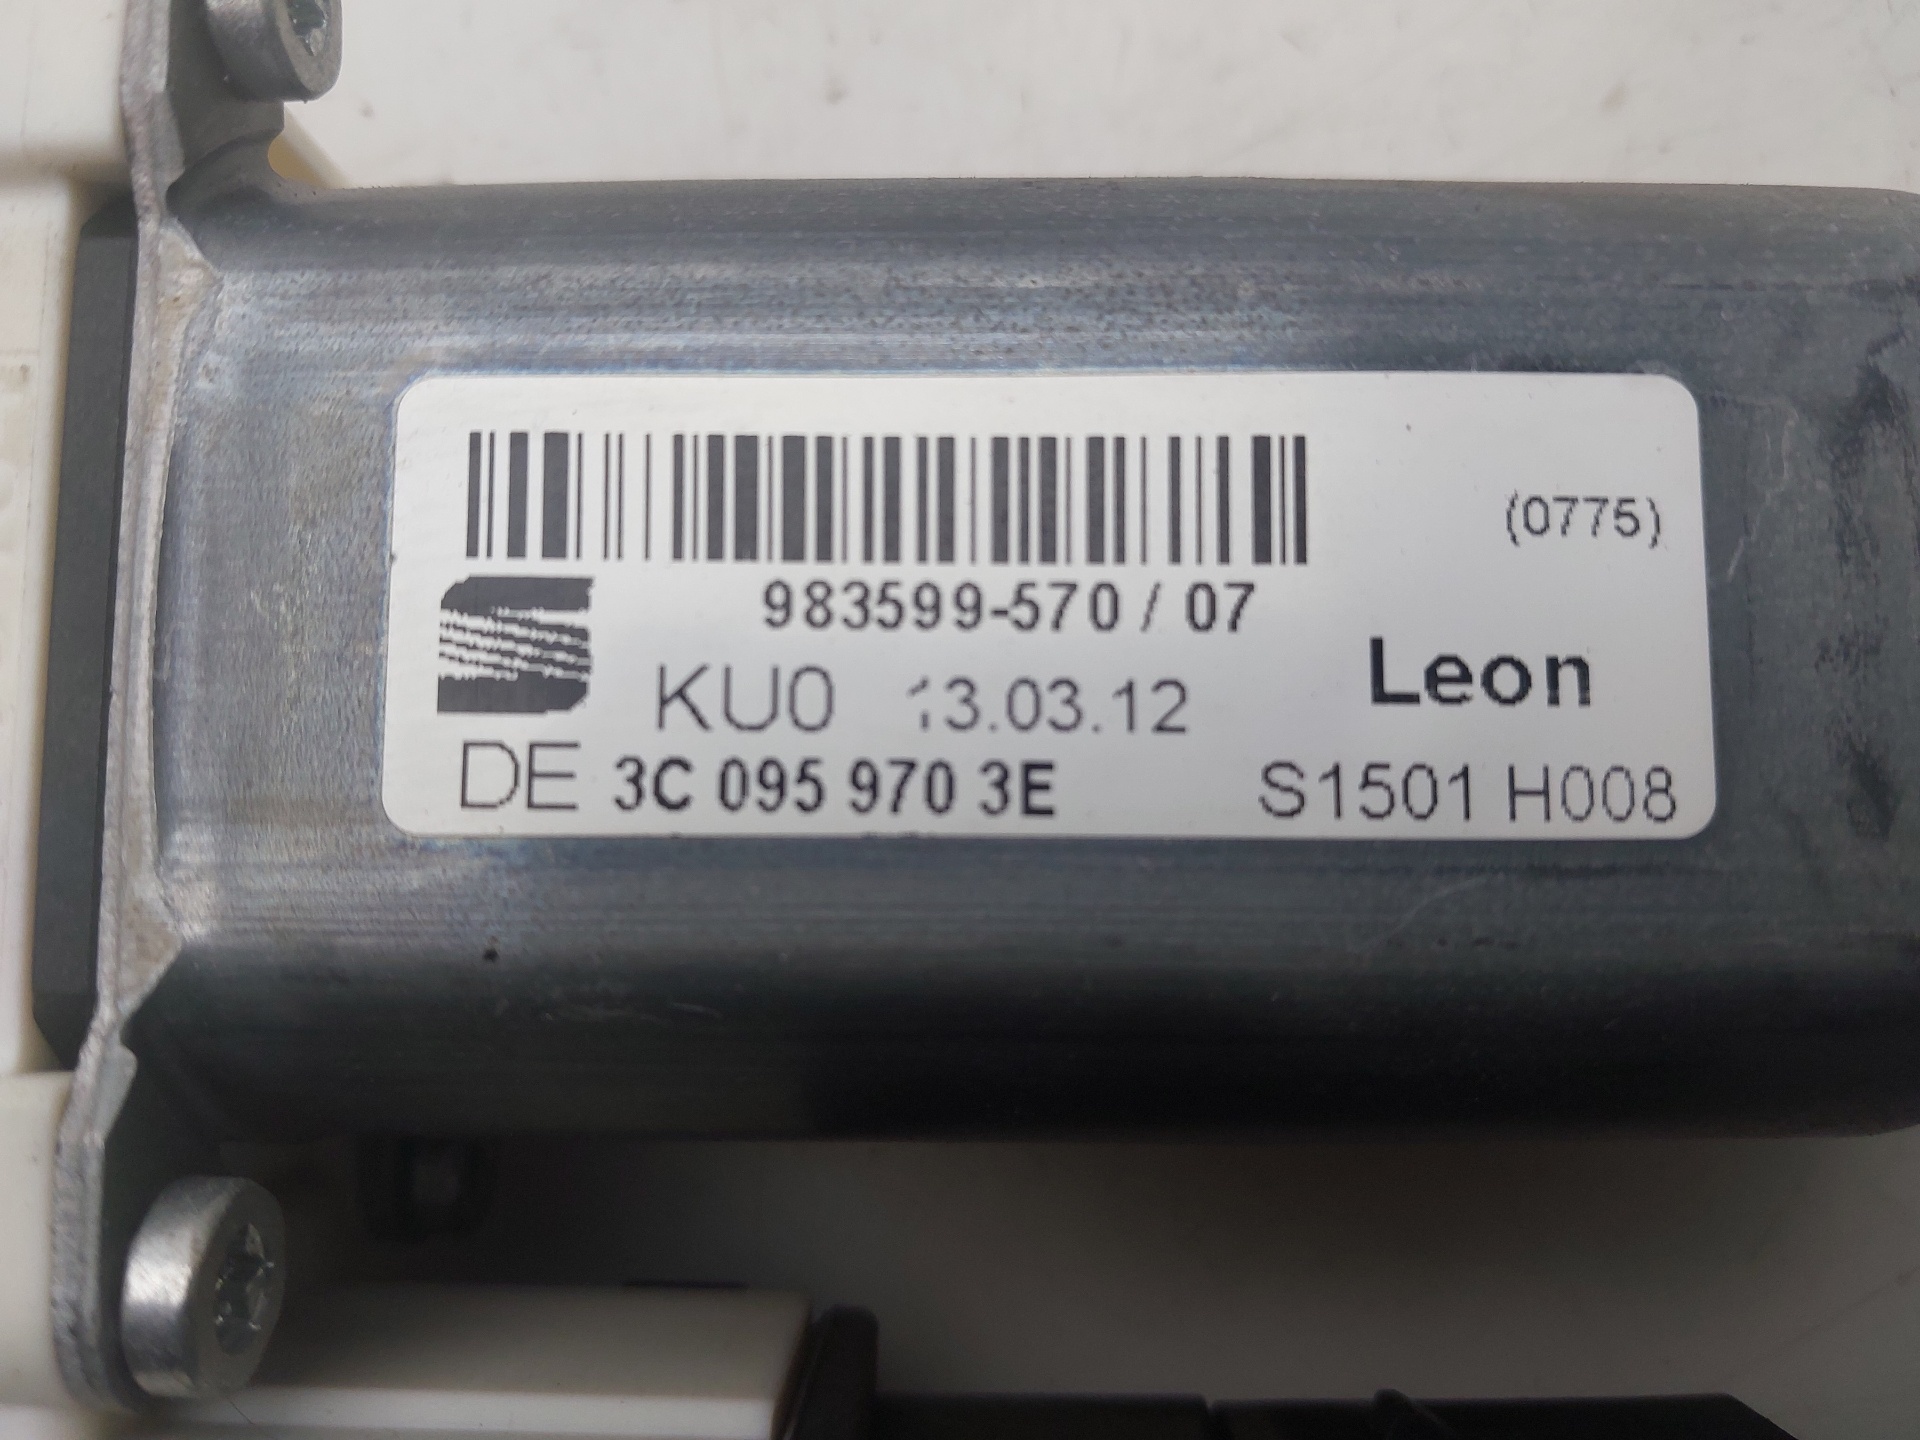 (0775)
983599-570 / 07
Leon
KU0 13.03.12
DE 3C 095 970 3E
S1501 H008